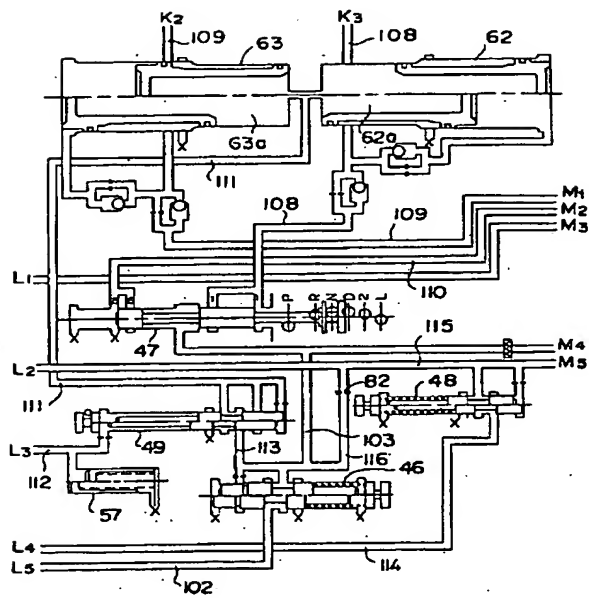 K2 K3
109 63 108 62
63a 62a
111
108 109
M1
M2
M3
L1
110
P R N D 2 L
47
115
M4
L2
M5
82 48
111
49
L3
113 103
112
116 46
57
L4
114
L5
102